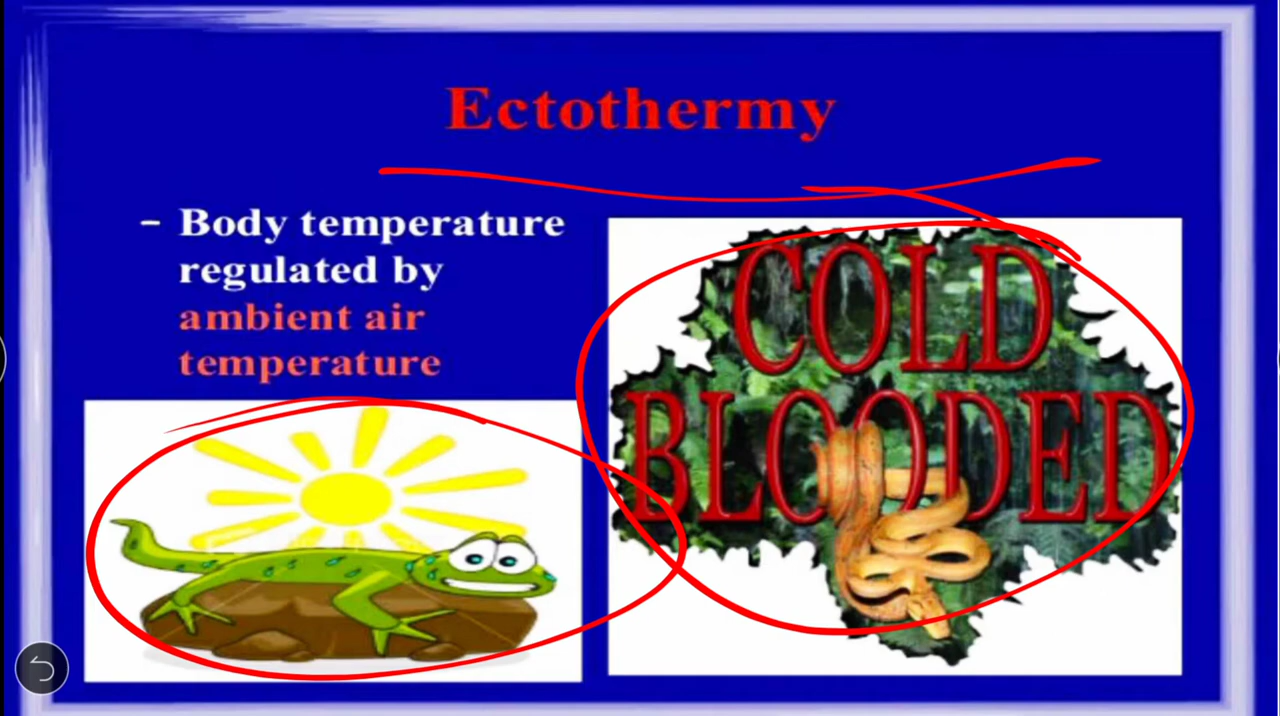 Ectothermy
– Body temperature
regulated by
ambient air
temperature
COLD
BLOODED